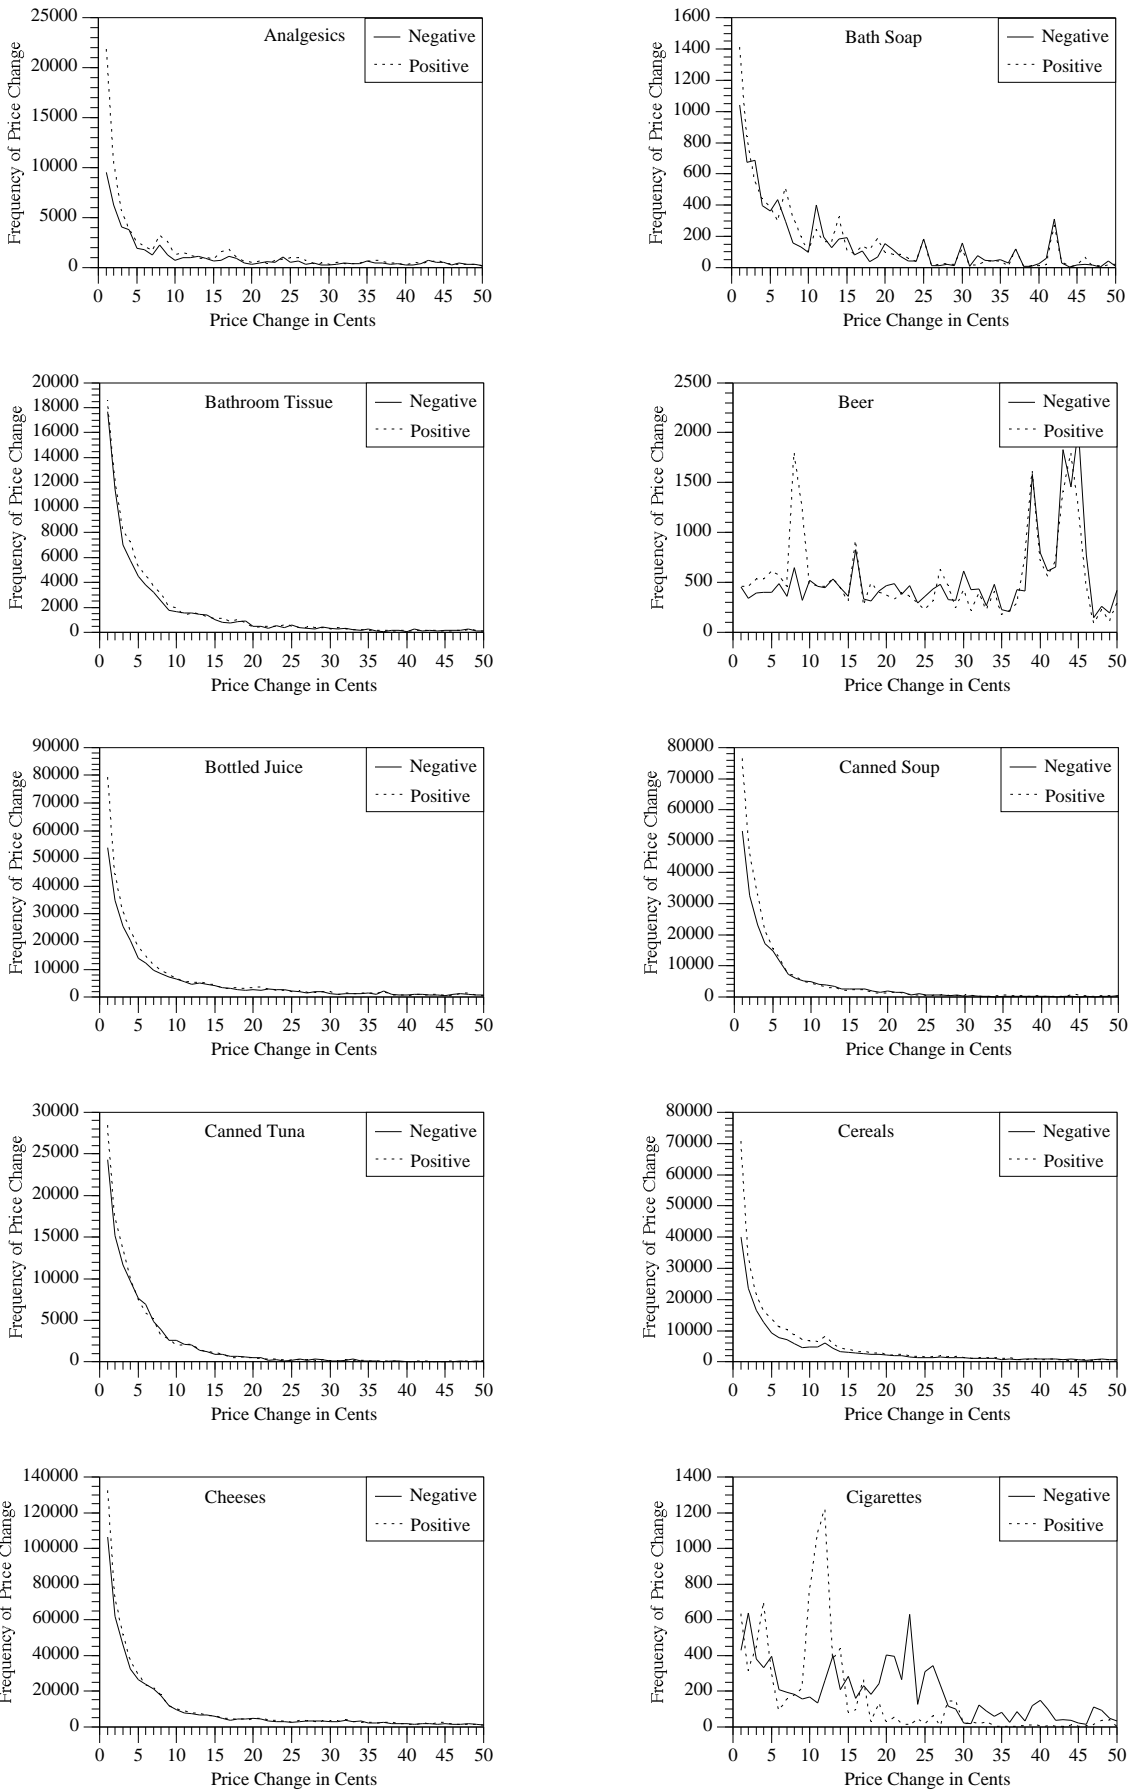 Analgesics
Negative
Positive
Frequency of Price Change
25000
20000
15000
10000
5000
0
0 5 10 15 20 25 30 35 40 45 50
Price Change in Cents
Bath Soap
Negative
Positive
Frequency of Price Change
1600
1400
1200
1000
800
600
400
200
0
0 5 10 15 20 25 30 35 40 45 50
Price Change in Cents
Bathroom Tissue
Negative
Positive
Frequency of Price Change
20000
18000
16000
14000
12000
10000
8000
6000
4000
2000
0
0 5 10 15 20 25 30 35 40 45 50
Price Change in Cents
Beer
Negative
Positive
Frequency of Price Change
2500
2000
1500
1000
500
0
0 5 10 15 20 25 30 35 40 45 50
Price Change in Cents
Bottled Juice
Negative
Positive
Frequency of Price Change
90000
80000
70000
60000
50000
40000
30000
20000
10000
0
0 5 10 15 20 25 30 35 40 45 50
Price Change in Cents
Canned Soup
Negative
Positive
Frequency of Price Change
80000
70000
60000
50000
40000
30000
20000
10000
0
0 5 10 15 20 25 30 35 40 45 50
Price Change in Cents
Canned Tuna
Negative
Positive
Frequency of Price Change
30000
25000
20000
15000
10000
5000
0
0 5 10 15 20 25 30 35 40 45 50
Price Change in Cents
Cereals
Negative
Positive
Frequency of Price Change
80000
70000
60000
50000
40000
30000
20000
10000
0
0 5 10 15 20 25 30 35 40 45 50
Price Change in Cents
Cheeses
Negative
Positive
Frequency of Price Change
140000
120000
100000
80000
60000
40000
20000
0
0 5 10 15 20 25 30 35 40 45 50
Price Change in Cents
Cigarettes
Negative
Positive
Frequency of Price Change
1400
1200
1000
800
600
400
200
0
0 5 10 15 20 25 30 35 40 45 50
Price Change in Cents